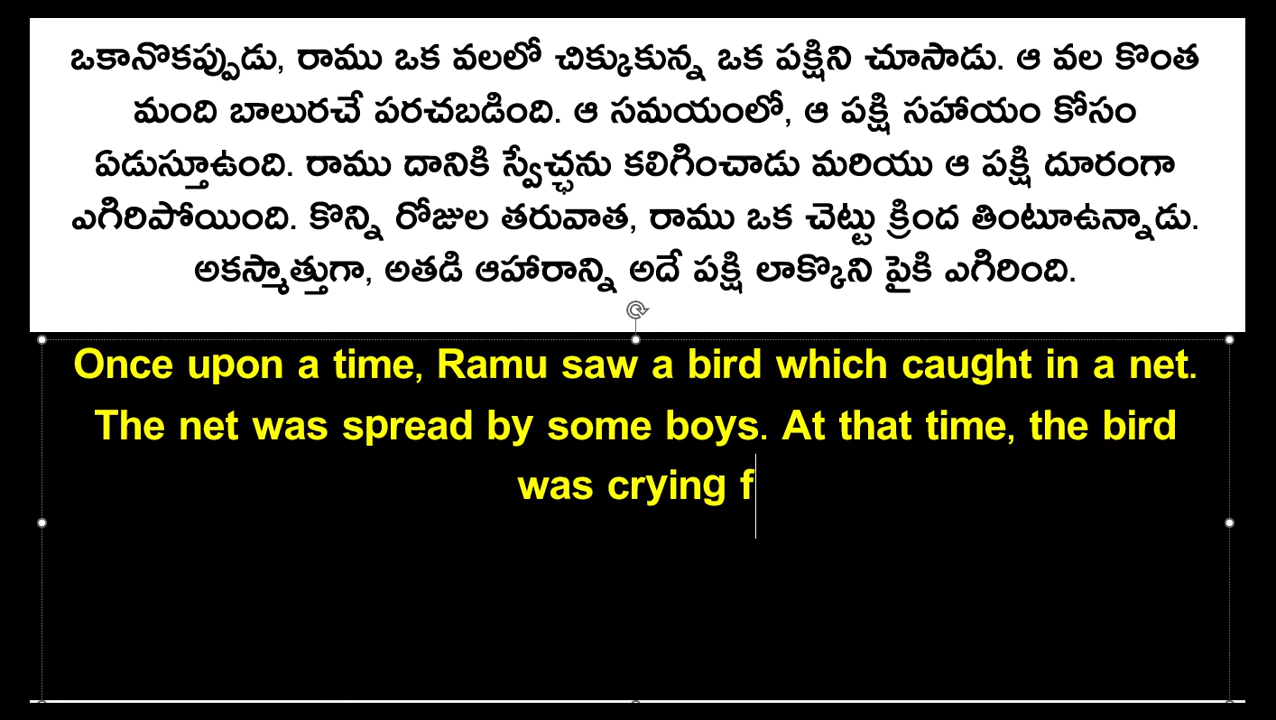 ఒకానొకప్పుడు, రాము ఒక వలలో చిక్కుకున్న ఒక పక్షిని చూసాడు. ఆ వల కొంత
మంది బాలురచే పరచబడింది. ఆ సమయంలో, ఆ పక్షి సహాయం కోసం
ఏడుస్తూఉంది. రాము దానికి స్వేచ్ఛను కలిగించాడు మరియు ఆ పక్షి దూరంగా
ఎగిరిపోయింది. కొన్ని రోజుల తరువాత, రాము ఒక చెట్టు క్రింద తింటూఉన్నాడు.
అకస్మాత్తుగా, అతడి ఆహారాన్ని అదే పక్షి లాక్కొని పైకి ఎగిరింది.
Once upon a time, Ramu saw a bird which caught in a net.
The net was spread by some boys. At that time, the bird
was crying f